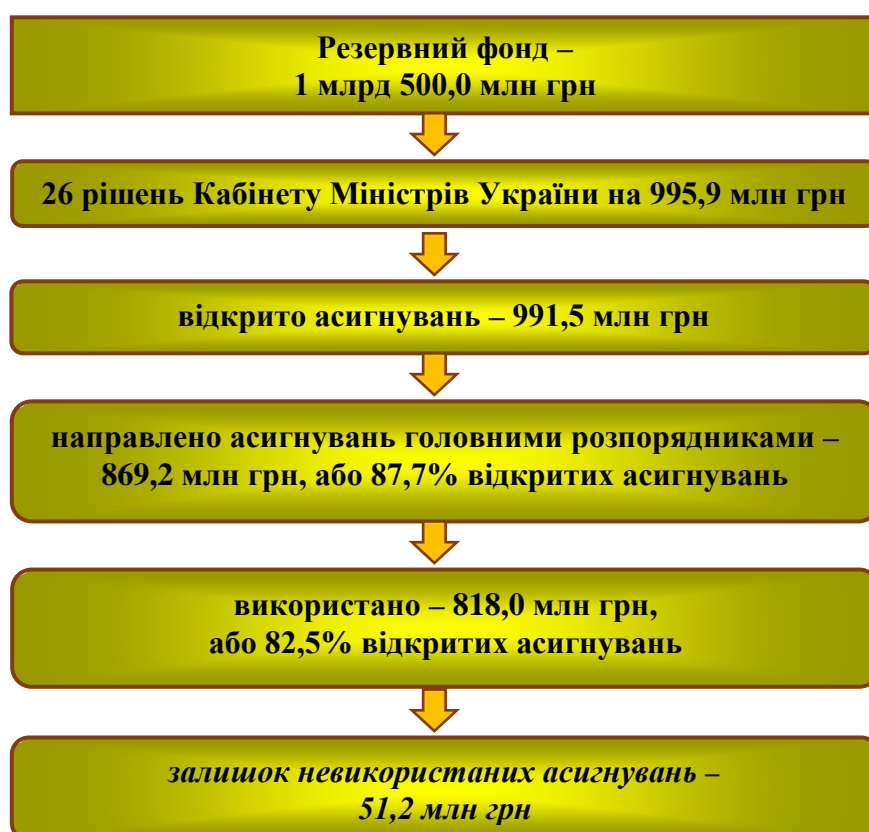 Резервний фонд –
1 млрд 500,0 млн грн
26 рішень Кабінету Міністрів України на 995,9 млн грн
відкрито асигнувань – 991,5 млн грн
направлено асигнувань головними розпорядниками –
869,2 млн грн, або 87,7% відкритих асигнувань
використано – 818,0 млн грн,
або 82,5% відкритих асигнувань
залишок невикористаних асигнувань –
51,2 млн грн